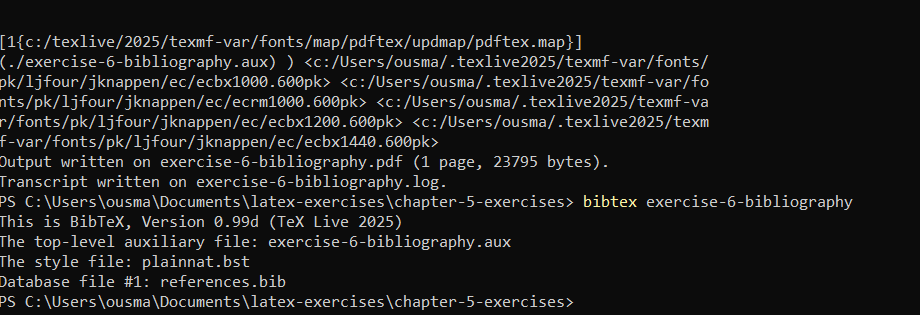 [1{c:/texlive/2025/texmf-var/fonts/map/pdftex/updmap/pdftex.map}]
(./exercise-6-bibliography.aux) ) <c:/Users/ousma/.texlive2025/texmf-var/fonts/
pk/ljfour/jknappen/ec/ecbx1000.600pk> <c:/Users/ousma/.texlive2025/texmf-var/fo
nts/pk/ljfour/jknappen/ec/ecrm1000.600pk> <c:/Users/ousma/.texlive2025/texmf-va
r/fonts/pk/ljfour/jknappen/ec/ecbx1200.600pk> <c:/Users/ousma/.texlive2025/texm
f-var/fonts/pk/ljfour/jknappen/ec/ecbx1440.600pk>
Output written on exercise-6-bibliography.pdf (1 page, 23795 bytes).
Transcript written on exercise-6-bibliography.log.
PS C:\Users\ousma\Documents\latex-exercises\chapter-5-exercises> bibtex exercise-6-bibliography
This is BibTeX, Version 0.99d (TeX Live 2025)
The top-level auxiliary file: exercise-6-bibliography.aux
The style file: plainnat.bst
Database file #1: references.bib
PS C:\Users\ousma\Documents\latex-exercises\chapter-5-exercises>